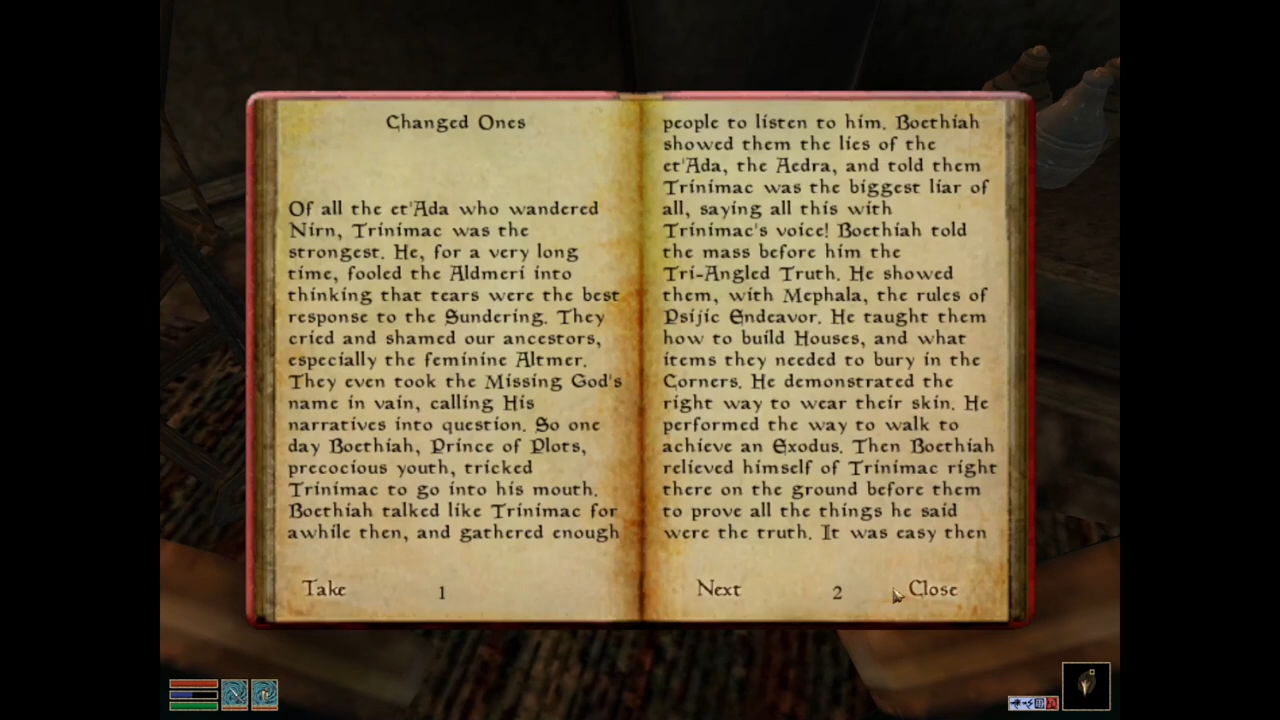 Changed Ones
Of all the et'Ada who wandered
Nirn, Trinimac was the
strongest. He, for a very long
time, fooled the Aldmeri into
thinking that tears were the best
response to the Sundering. They
cried and shamed our ancestors,
especially the feminine Altmer.
They even took the Missing God's
name in vain, calling His
narratives into question. So one
day Boethiah, Prince of Plots,
precocious youth, tricked
Trinimac to go into his mouth.
Boethiah talked like Trinimac for
awhile then, and gathered enough
people to listen to him. Boethiah
showed them the lies of the
et'Ada, the Aedra, and told them
Trinimac was the biggest liar of
all, saying all this with
Trinimac's voice! Boethiah told
the mass before him the
Tri-Angled Truth. He showed
them, with Mephala, the rules of
Psijic Endeavor. He taught them
how to build Houses, and what
items they needed to bury in the
Corners. He demonstrated the
right way to wear their skin. He
performed the way to walk to
achieve an Exodus. Then Boethiah
relieved himself of Trinimac right
there on the ground before them
to prove all the things he said
were the truth. It was easy then
Take
1
Next
2
Close